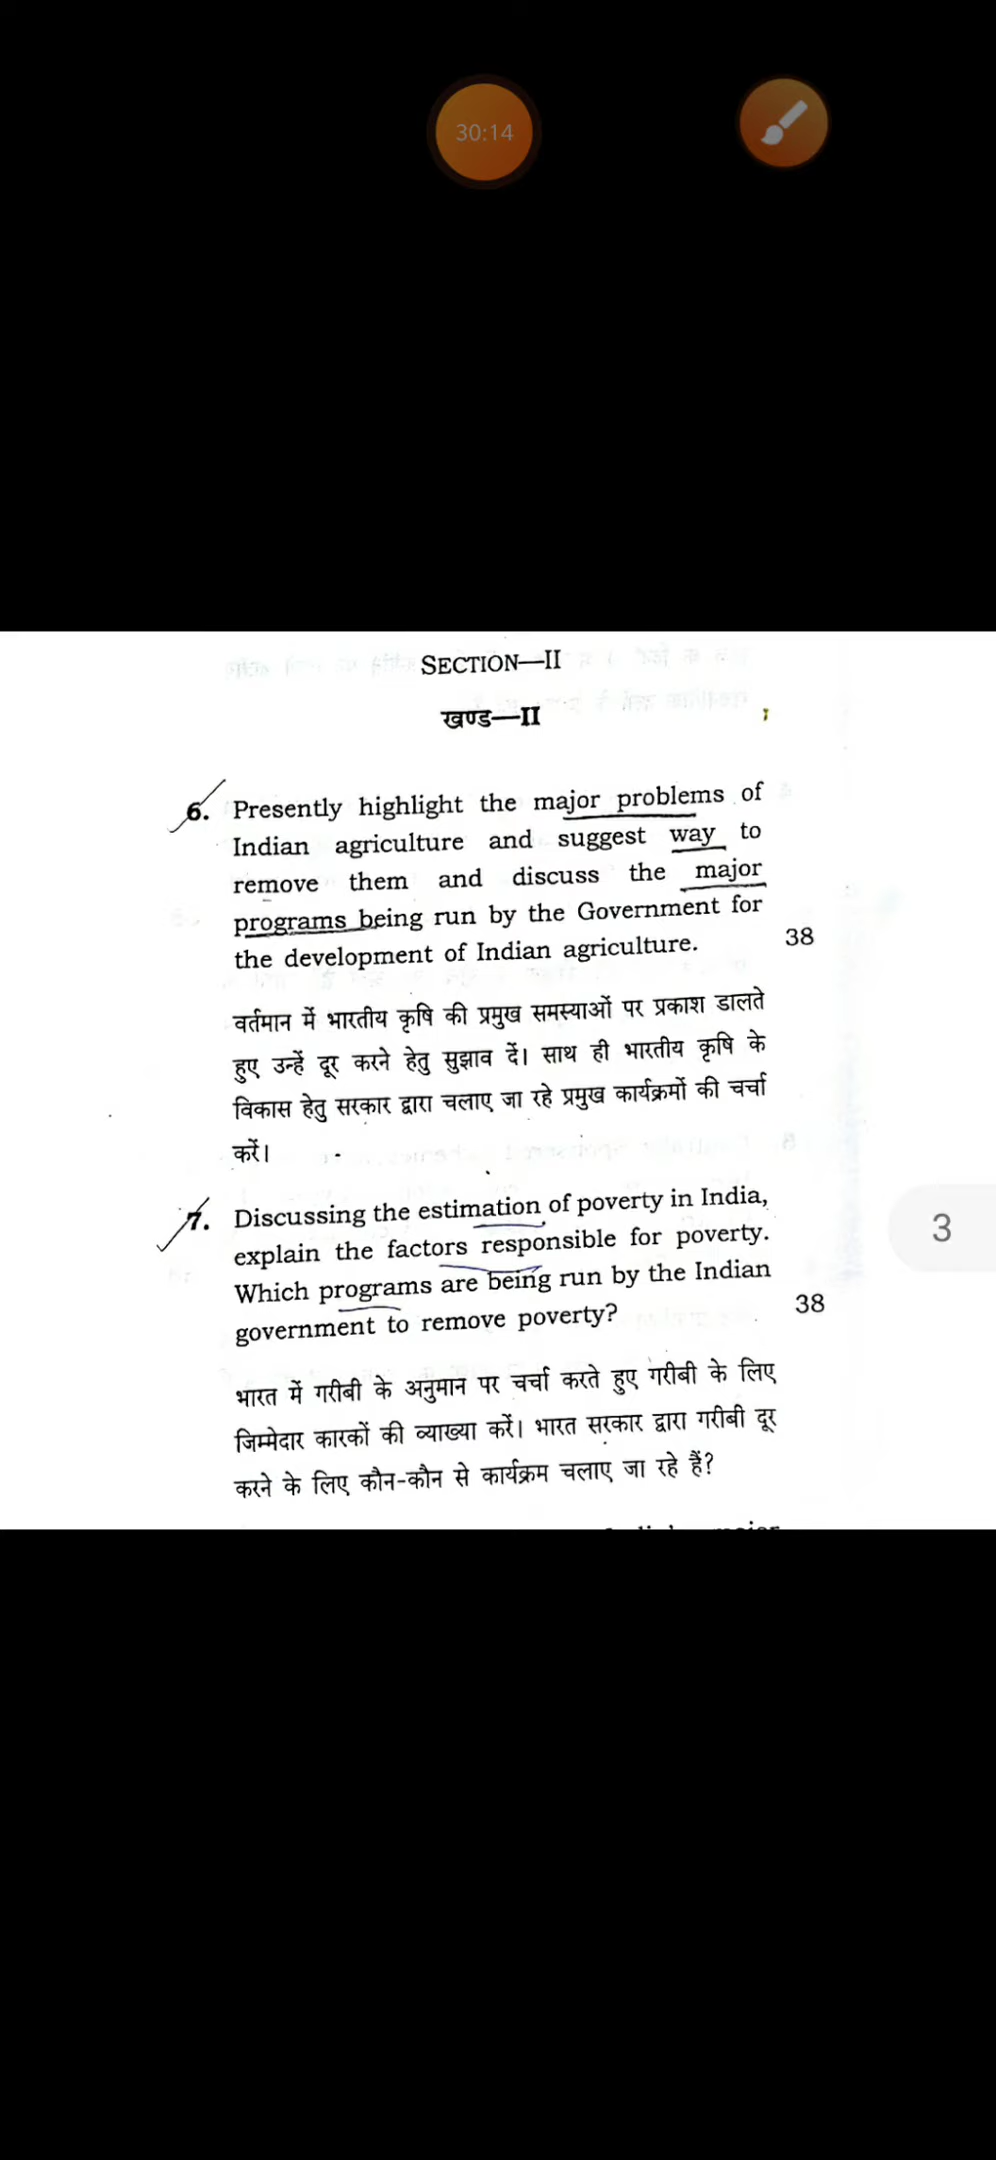 30:14
SECTION—II
खण्ड—II
6. Presently highlight the major problems of
Indian agriculture and suggest way to
remove them and discuss the major
programs being run by the Government for
the development of Indian agriculture. 38
वर्तमान में भारतीय कृषि की प्रमुख समस्याओं पर प्रकाश डालते
हुए उन्हें दूर करने हेतु सुझाव दें। साथ ही भारतीय कृषि के
विकास हेतु सरकार द्वारा चलाए जा रहे प्रमुख कार्यक्रमों की चर्चा
करें।
7. Discussing the estimation of poverty in India,
explain the factors responsible for poverty.
Which programs are being run by the Indian
government to remove poverty? 38
3
भारत में गरीबी के अनुमान पर चर्चा करते हुए गरीबी के लिए
जिम्मेदार कारकों की व्याख्या करें। भारत सरकार द्वारा गरीबी दूर
करने के लिए कौन-कौन से कार्यक्रम चलाए जा रहे हैं?